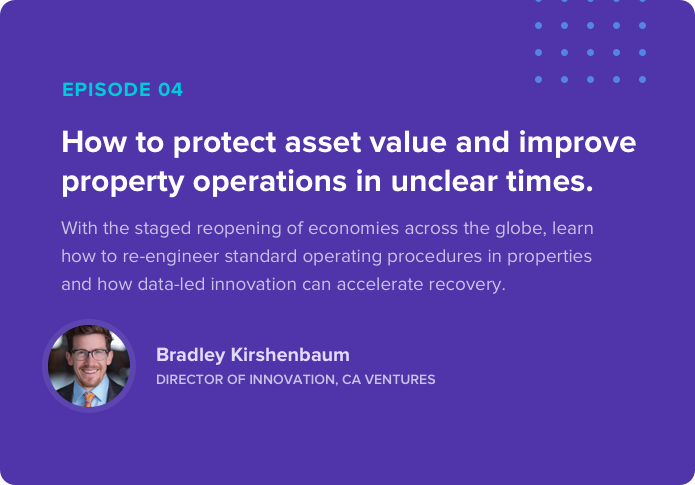 EPISODE 04
How to protect asset value and improve
property operations in unclear times.
With the staged reopening of economies across the globe, learn
how to re-engineer standard operating procedures in properties
and how data-led innovation can accelerate recovery.
Bradley Kirshenbaum
DIRECTOR OF INNOVATION, CA VENTURES